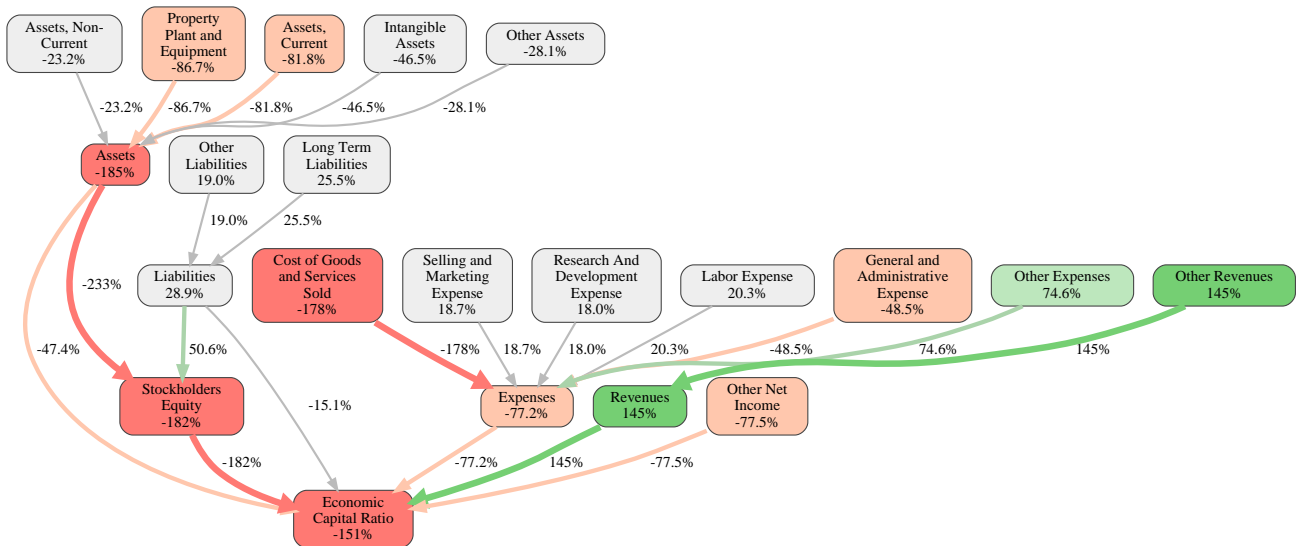 Assets, Non-
Current
-23.2%
Property
Plant and
Equipment
-86.7%
Assets,
Current
-81.8%
Intangible
Assets
-46.5%
Other Assets
-28.1%
-23.2%
-86.7%
-81.8%
-46.5%
-28.1%
Assets
-185%
Other
Liabilities
19.0%
Long Term
Liabilities
25.5%
19.0%
25.5%
Liabilities
28.9%
Cost of Goods
and Services
Sold
-178%
Selling and
Marketing
Expense
18.7%
Research And
Development
Expense
18.0%
Labor Expense
20.3%
General and
Administrative
Expense
-48.5%
Other Expenses
74.6%
Other Revenues
145%
-233%
-47.4%
50.6%
-178%
18.7%
18.0%
20.3%
-48.5%
74.6%
145%
Stockholders
Equity
-182%
-15.1%
Expenses
-77.2%
Revenues
145%
Other Net
Income
-77.5%
-182%
-77.2%
145%
-77.5%
Economic
Capital Ratio
-151%